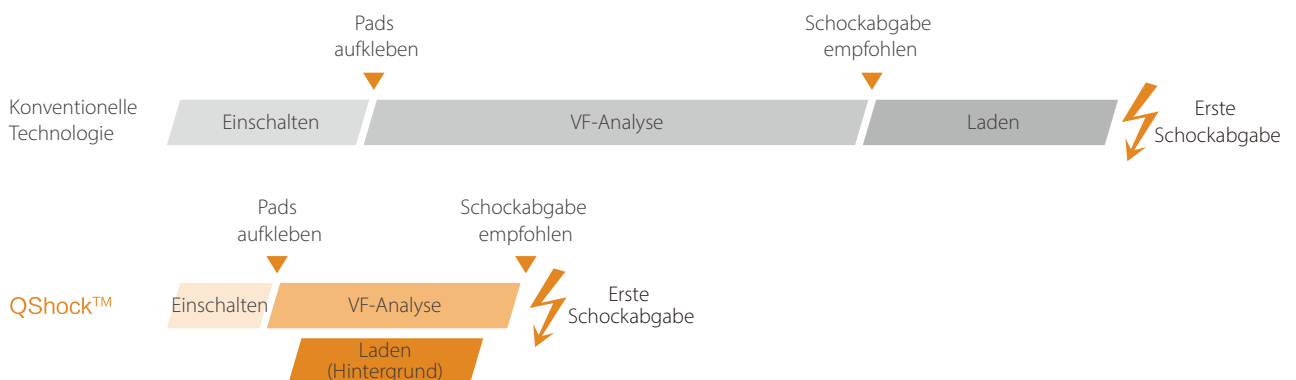 Pads
aufkleben
Schockabgabe
empfohlen
Konventionelle
Technologie
Einschalten
VF-Analyse
Laden
Erste
Schockabgabe
Pads
aufkleben
Schockabgabe
empfohlen
QShock™
Einschalten
VF-Analyse
Erste
Schockabgabe
Laden
(Hintergrund)